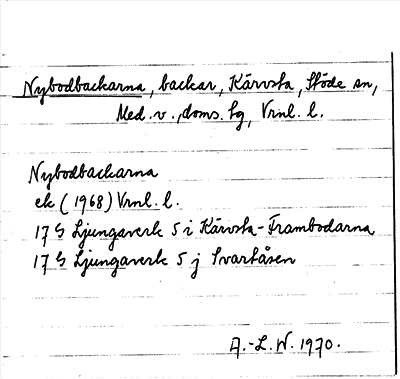 Nybodbackarna, backar, Kärvsta, Stöde sn,
Med. v., doms. hg, Vrnl. l.
Nybodbackarna
ek (1968) Vrnl. l.
17 G Ljungaverk 5 i Kärvsta-Frambodarna
17 G Ljungaverk 5 j Svartåsen
A.-L. W. 1970.